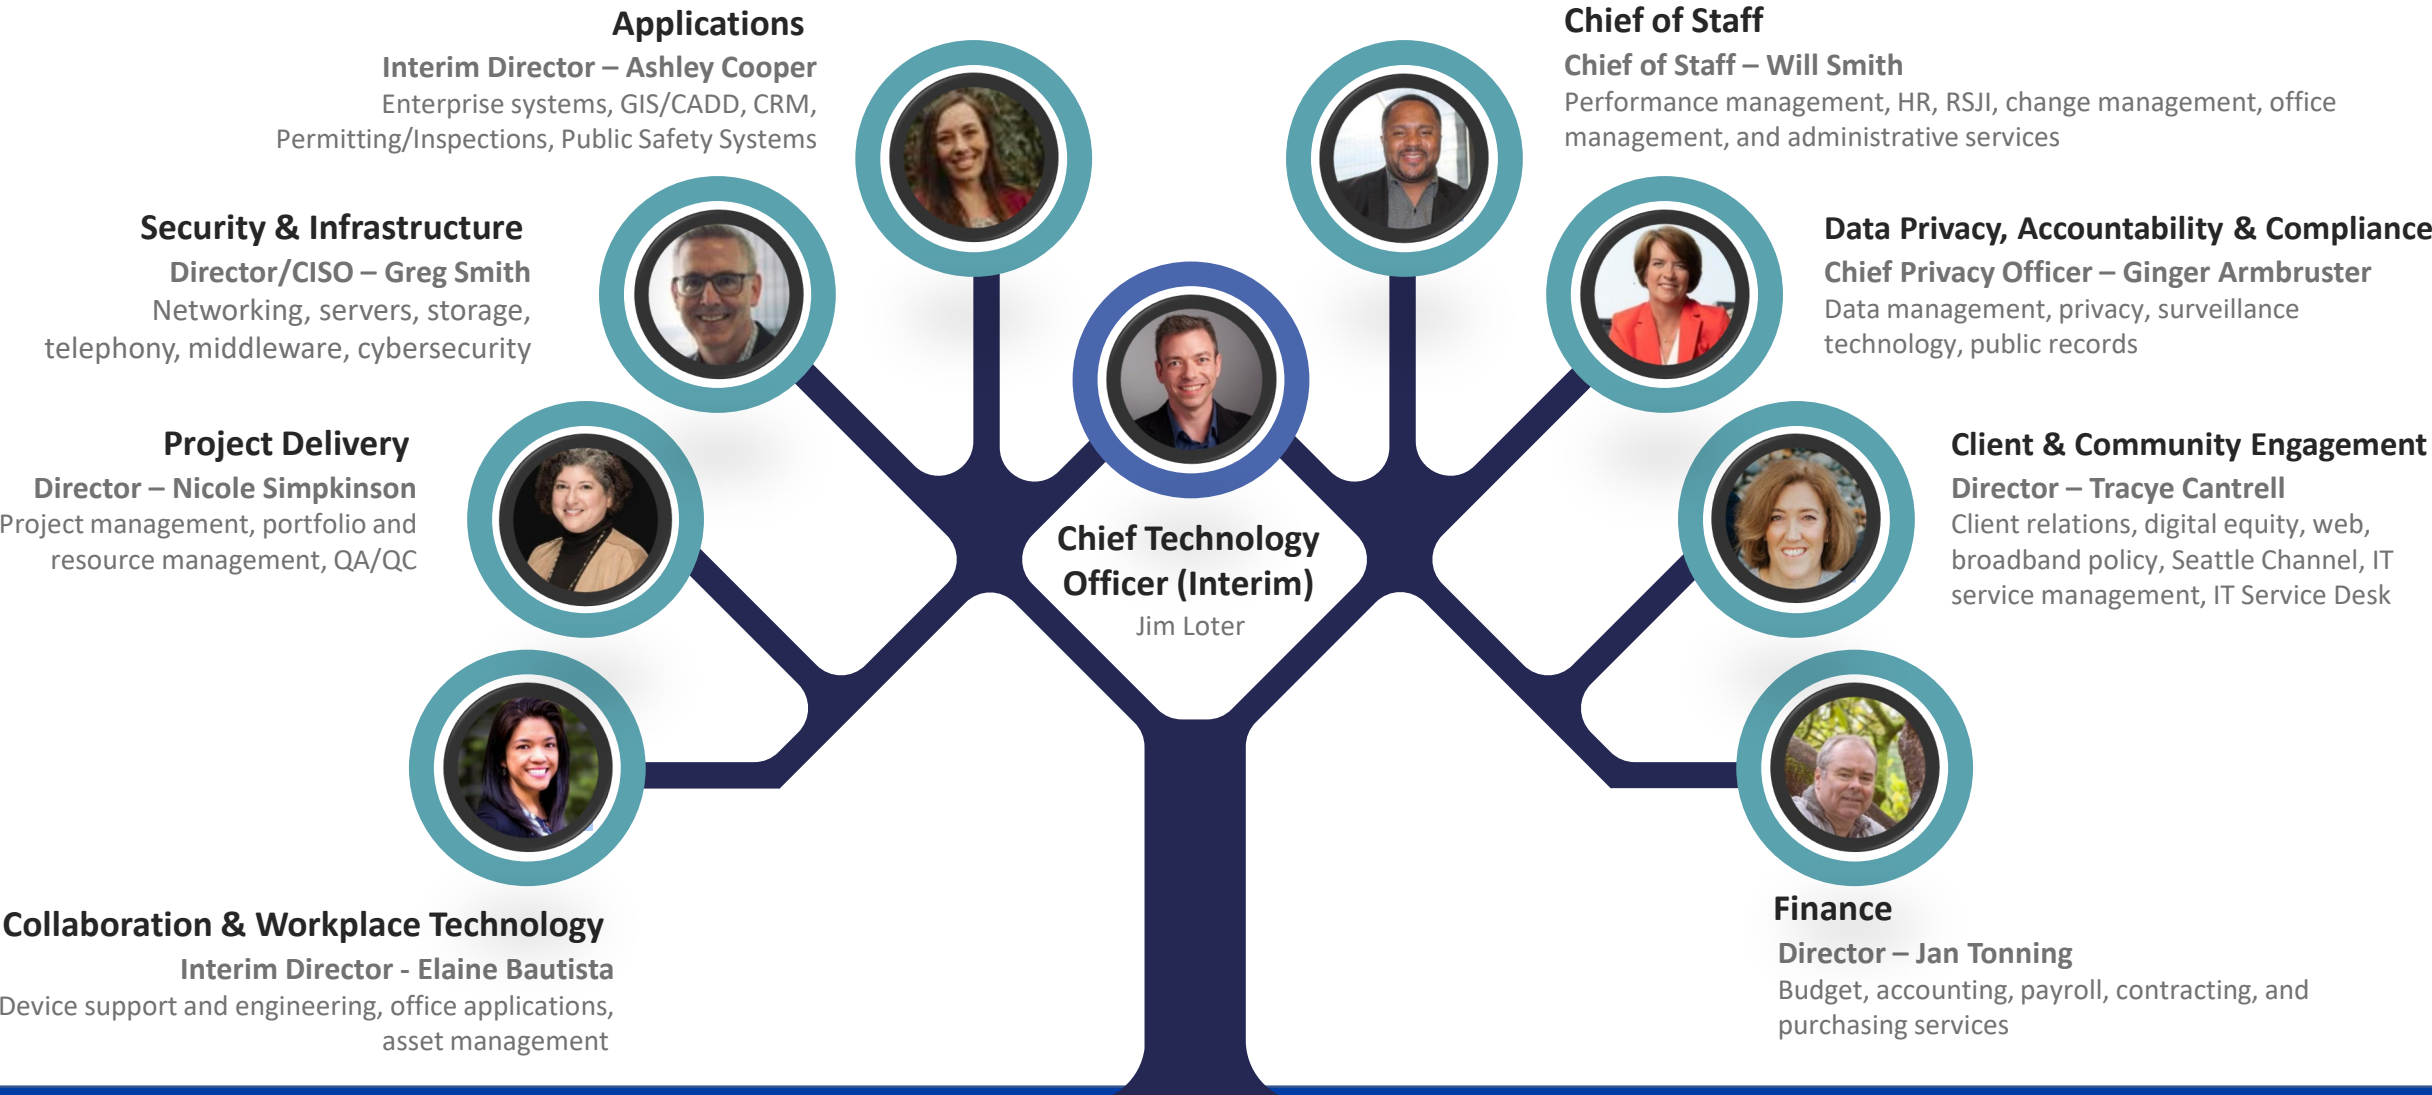 Applications
Interim Director – Ashley Cooper
Enterprise systems, GIS/CADD, CRM,
Permitting/Inspections, Public Safety Systems
Security & Infrastructure
Director/CISO – Greg Smith
Networking, servers, storage,
telephony, middleware, cybersecurity
Project Delivery
Director – Nicole Simpkinson
Project management, portfolio and
resource management, QA/QC
Collaboration & Workplace Technology
Interim Director - Elaine Bautista
Device support and engineering, office applications,
asset management
Chief Technology
Officer (Interim)
Jim Loter
Chief of Staff
Chief of Staff – Will Smith
Performance management, HR, RSJI, change management, office
management, and administrative services
Data Privacy, Accountability & Compliance
Chief Privacy Officer – Ginger Armbruster
Data management, privacy, surveillance
technology, public records
Client & Community Engagement
Director – Tracye Cantrell
Client relations, digital equity, web,
broadband policy, Seattle Channel, IT
service management, IT Service Desk
Finance
Director – Jan Tonning
Budget, accounting, payroll, contracting, and
purchasing services